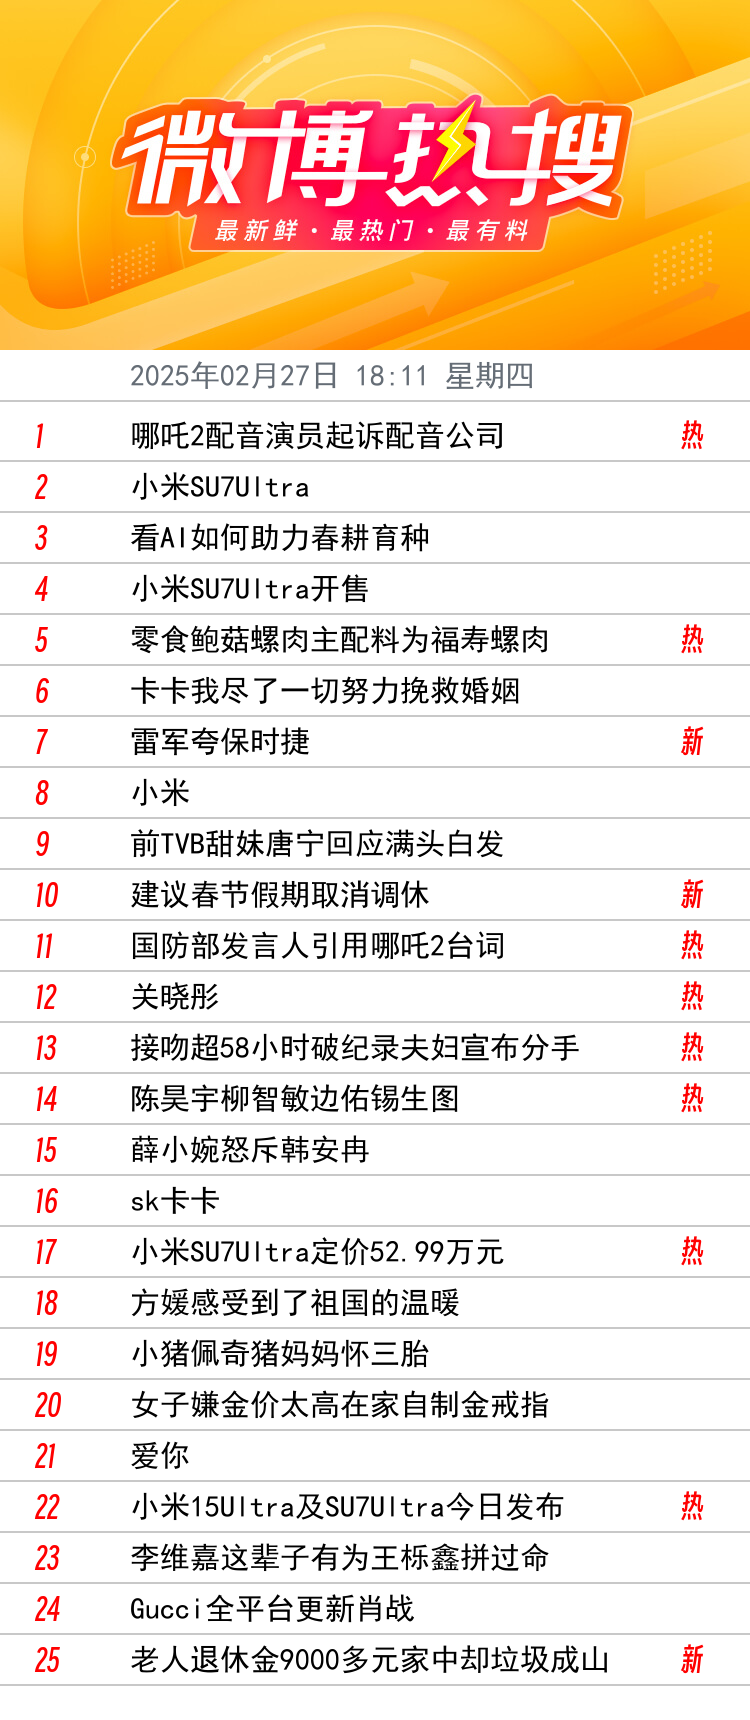 微博热搜
最新鲜·最热门·最有料
2025年02月27日 18:11 星期四
1 哪吒2配音演员起诉配音公司 热
2 小米SU7Ultra
3 看AI如何助力春耕育种
4 小米SU7Ultra开售
5 零食鲍菇螺肉主配料为福寿螺肉 热
6 卡卡我尽了一切努力挽救婚姻
7 雷军夸保时捷 新
8 小米
9 前TVB甜妹唐宁回应满头白发
10 建议春节假期取消调休 新
11 国防部发言人引用哪吒2台词 热
12 关晓彤 热
13 接吻超58小时破纪录夫妇宣布分手 热
14 陈昊宇柳智敏边佑锡生图 热
15 薛小婉怒斥韩安冉
16 sk卡卡
17 小米SU7Ultra定价52.99万元 热
18 方媛感受到了祖国的温暖
19 小猪佩奇猪妈妈怀三胎
20 女子嫌金价太高在家自制金戒指
21 爱你
22 小米15Ultra及SU7Ultra今日发布 热
23 李维嘉这辈子有为王栎鑫拼过命
24 Gucci全平台更新肖战
25 老人退休金9000多元家中却垃圾成山 新